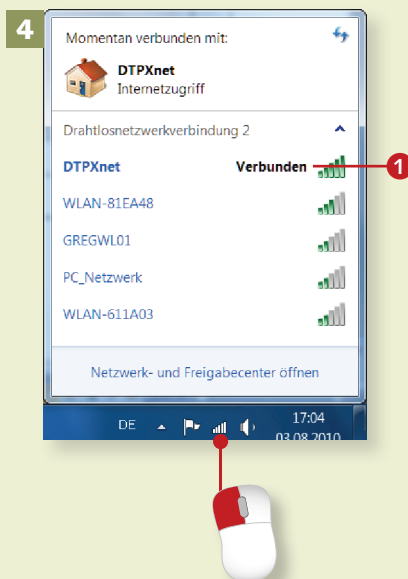 4
Momentan verbunden mit:
DTPXnet
Internetzugriff
Drahtlosnetzwerkverbindung 2
DTPXnet Verbunden 1
WLAN-81EA48
GREGWL01
PC_Netzwerk
WLAN-611A03
Netzwerk- und Freigabecenter öffnen
DE 17:04
03.08.2010